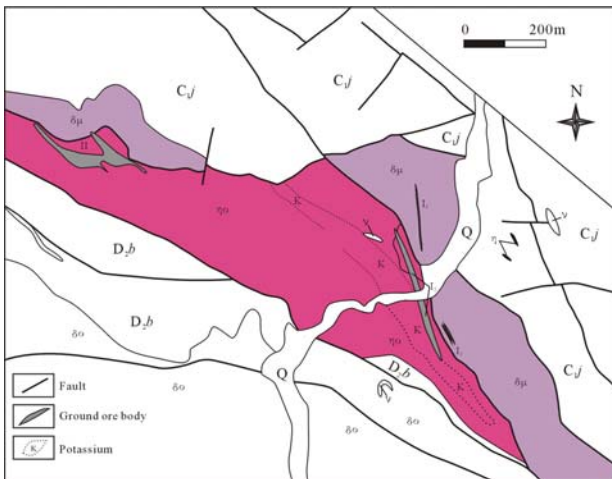 0 200m
N
C₁j
C₁j
C₁j
δμ
II
K
δμ
ηο
ν
L
Q
η
ν
C₁j
D₂b
K
L
D₂b
K
δο
ηο
L
D₂b
K
δμ
C₁j
Q
δο
δο
δο
δο
Fault
Ground ore body
K Potassium